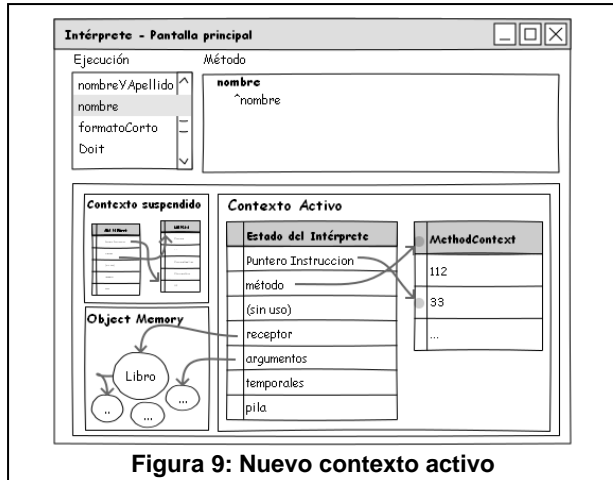 Intérprete - Pantalla principal
Ejecución
Método
nombreYApellido
nombre
formatoCorto
Doit
nombre
^nombre
Contexto suspendido
Contexto Activo
Estado del Intérprete
Puntero Instruccion
método
(sin uso)
receptor
argumentos
temporales
pila
MethodContext
112
33
...
Object Memory
Libro
..
...
...
Figura 9: Nuevo contexto activo